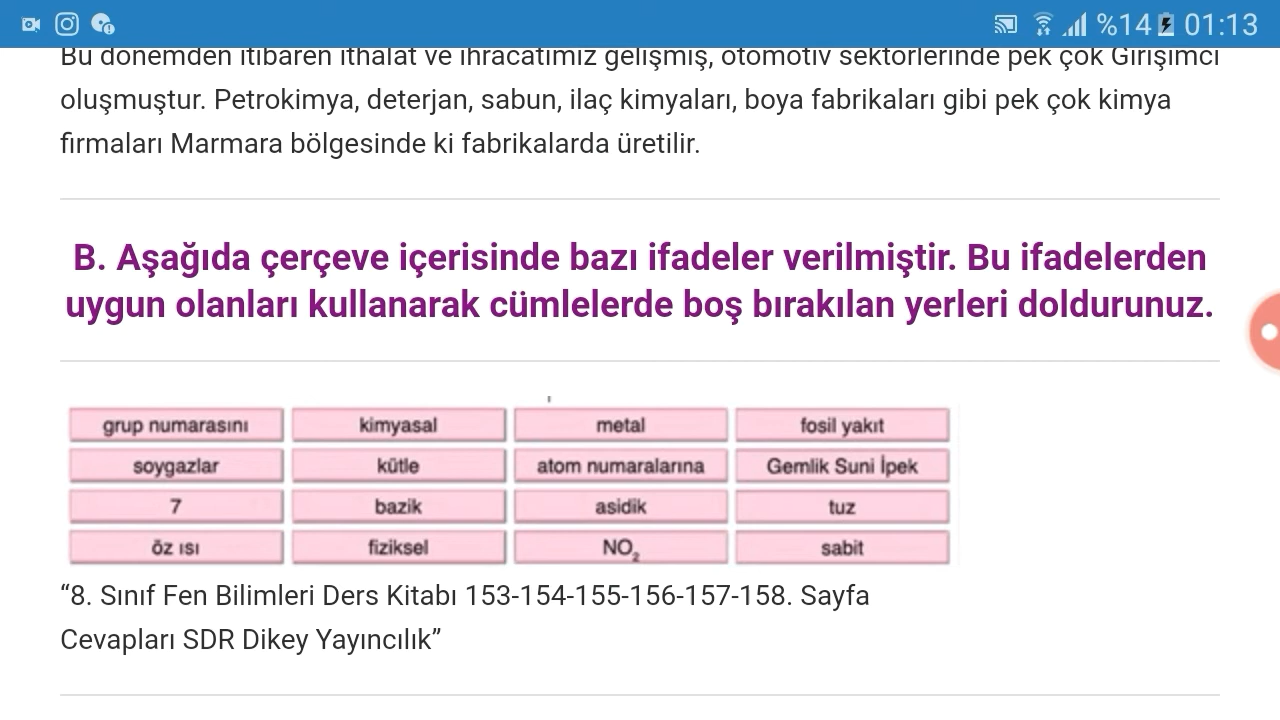 %14 01:13
Bu dönemden itibaren ithalat ve ihracatımız gelişmiş, otomotiv sektörlerinde pek çok Girişimci
oluşmuştur. Petrokimya, deterjan, sabun, ilaç kimyaları, boya fabrikaları gibi pek çok kimya
firmaları Marmara bölgesinde ki fabrikalarda üretilir.
B. Aşağıda çerçeve içerisinde bazı ifadeler verilmiştir. Bu ifadelerden
uygun olanları kullanarak cümlelerde boş bırakılan yerleri doldurunuz.
grup numarasını kimyasal metal fosil yakıt
soygazlar kütle atom numaralarına Gemlik Suni İpek
7 bazik asidik tuz
öz ısı fiziksel NO₂ sabit
“8. Sınıf Fen Bilimleri Ders Kitabı 153-154-155-156-157-158. Sayfa
Cevapları SDR Dikey Yayıncılık”